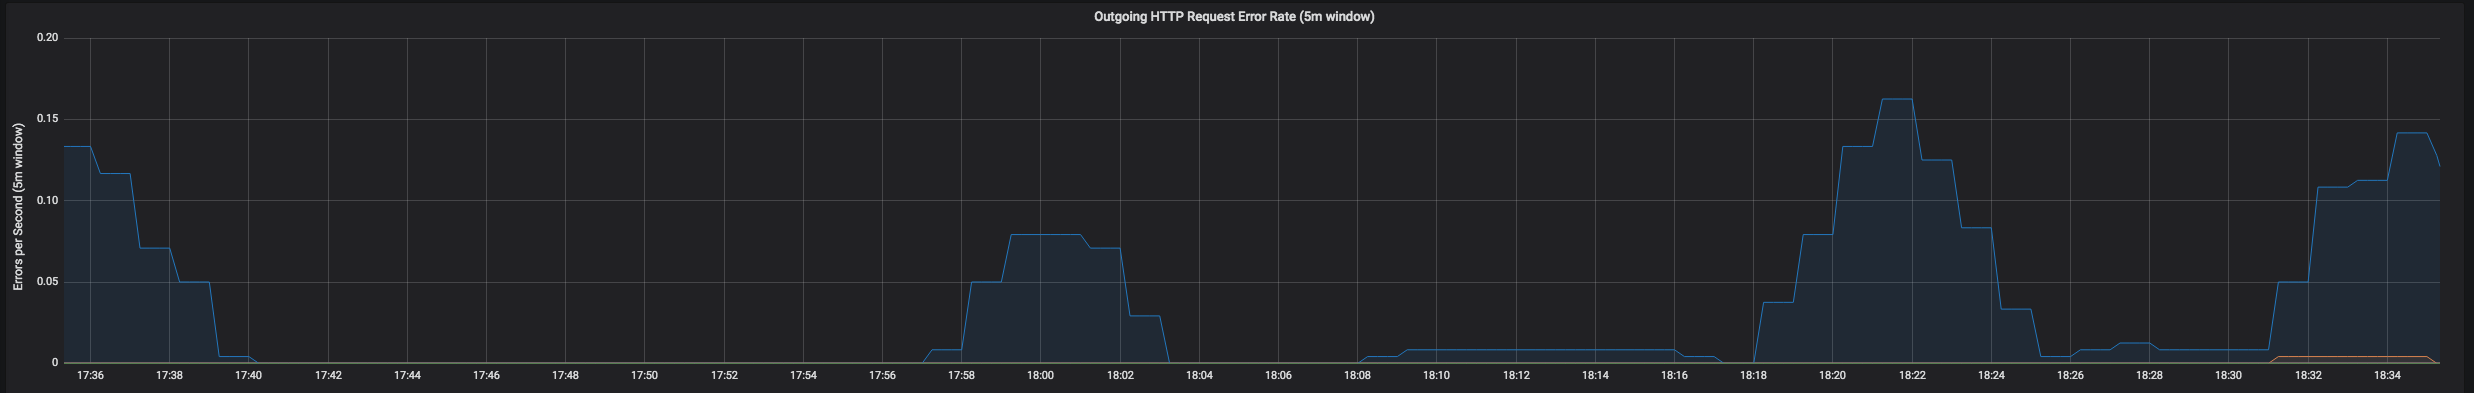 Outgoing HTTP Request Error Rate (5m window)
Errors per Second (5m window)
0.20
0.15
0.10
0.05
0
17:36 17:38 17:40 17:42 17:44 17:46 17:48 17:50 17:52 17:54 17:56 17:58 18:00 18:02 18:04 18:06 18:08 18:10 18:12 18:14 18:16 18:18 18:20 18:22 18:24 18:26 18:28 18:30 18:32 18:34